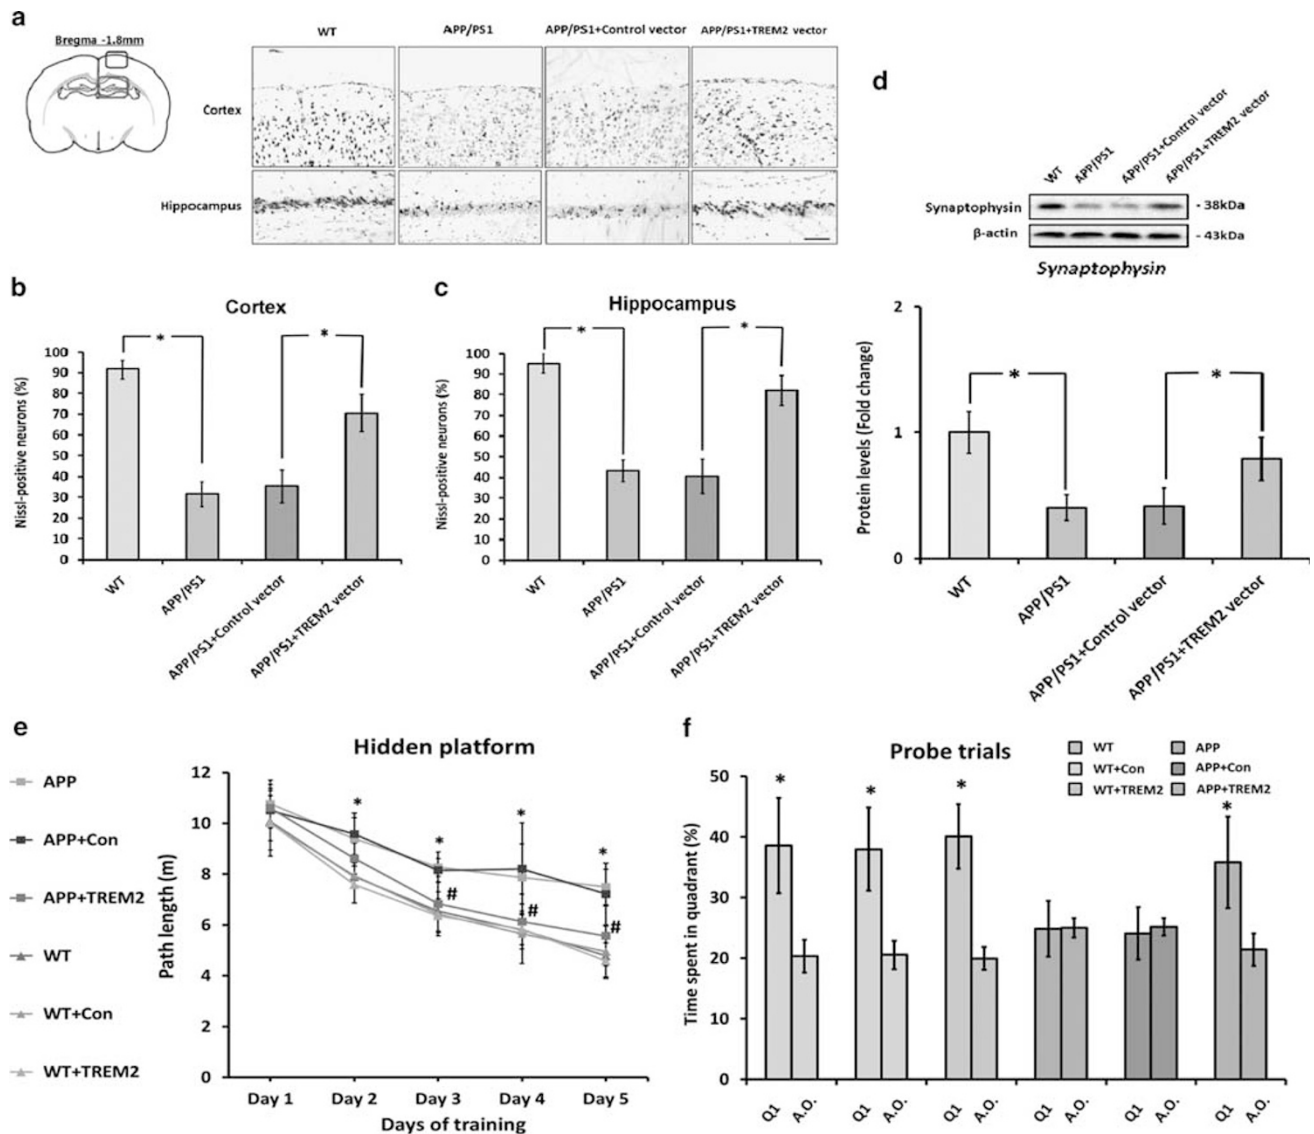 a
Bregma -1.8mm
WT
APP/PS1
APP/PS1+Control vector
APP/PS1+TREM2 vector
Cortex
Hippocampus
d
WT
APP/PS1
APP/PS1+Control vector
APP/PS1+TREM2 vector
Synaptophysin
- 38kDa
β-actin
- 43kDa
Synaptophysin
Protein levels (Fold change)
2
1
0
*
*
WT
APP/PS1
APP/PS1+Control vector
APP/PS1+TREM2 vector
b
Cortex
Nissl-positive neurons (%)
100
90
80
70
60
50
40
30
20
10
0
*
*
WT
APP/PS1
APP/PS1+Control vector
APP/PS1+TREM2 vector
c
Hippocampus
Nissl-positive neurons (%)
100
90
80
70
60
50
40
30
20
10
0
*
*
WT
APP/PS1
APP/PS1+Control vector
APP/PS1+TREM2 vector
e
Hidden platform
APP
APP+Con
APP+TREM2
WT
WT+Con
WT+TREM2
Path length (m)
12
10
8
6
4
2
0
* * * *
# # #
Day 1 Day 2 Day 3 Day 4 Day 5
Days of training
f
Probe trials
WT APP
WT+Con APP+Con
WT+TREM2 APP+TREM2
Time spent in quadrant (%)
50
40
30
20
10
0
* * * *
Q1 A.O. Q1 A.O. Q1 A.O. Q1 A.O. Q1 A.O. Q1 A.O.